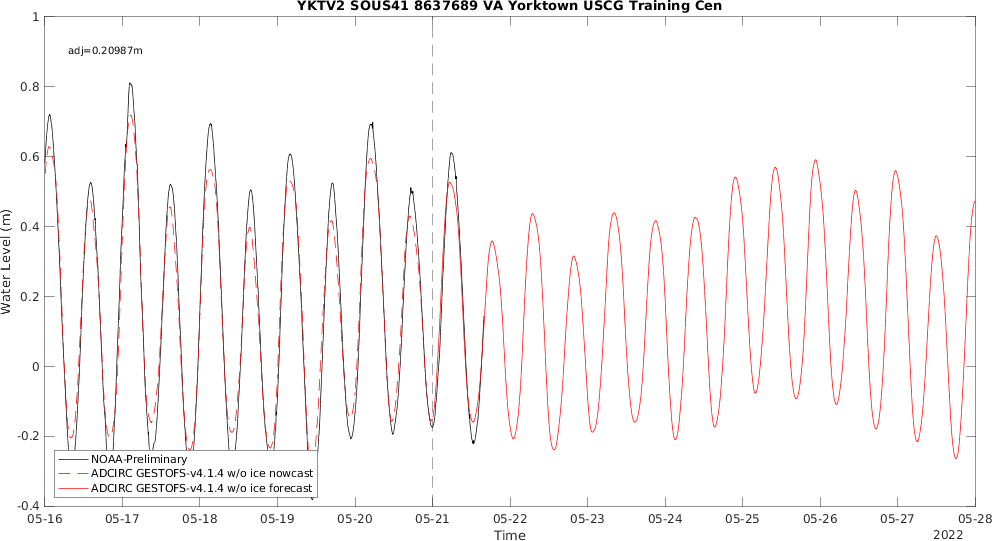 YKTV2 SOUS41 8637689 VA Yorktown USCG Training Cen
adj=0.20987m
1
0.8
0.6
0.4
0.2
0
-0.2
-0.4
Water Level (m)
NOAA-Preliminary
ADCIRC GESTOFS-v4.1.4 w/o ice nowcast
ADCIRC GESTOFS-v4.1.4 w/o ice forecast
05-16 05-17 05-18 05-19 05-20 05-21 05-22 05-23 05-24 05-25 05-26 05-27 05-28
Time
2022